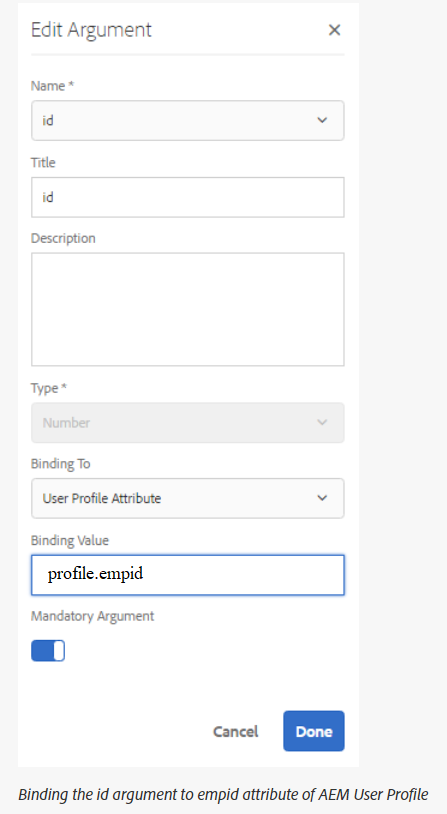 Edit Argument
Name *
id
Title
id
Description
Type *
Number
Binding To
User Profile Attribute
Binding Value
profile.empid
Mandatory Argument
Cancel Done
Binding the id argument to empid attribute of AEM User Profile